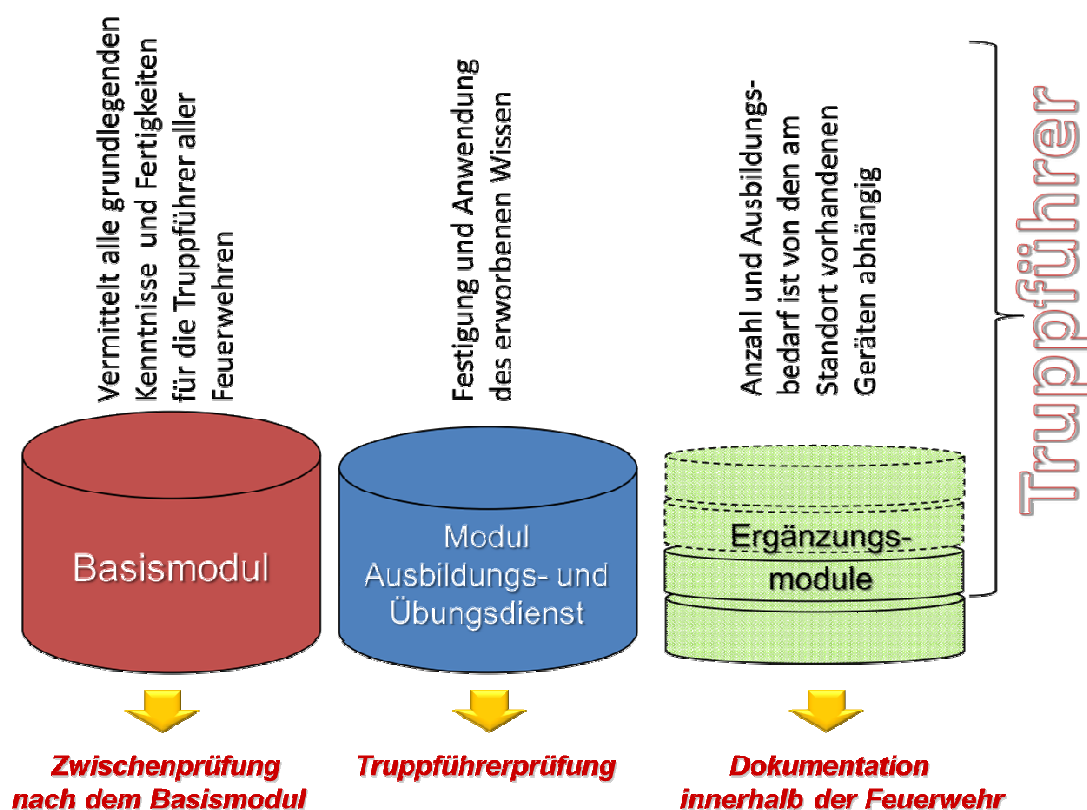 Vermittelt alle grundlegenden
Kenntnisse und Fertigkeiten
für die Truppführer aller
Feuerwehren
Festigung und Anwendung
des erworbenen Wissen
Anzahl und Ausbildungs-
bedarf ist von den am
Standort vorhandenen
Geräten abhängig
Truppführer
Basismodul
Modul
Ausbildungs- und
Übungsdienst
Ergänzungs-
module
Zwischenprüfung
nach dem Basismodul
Truppführerprüfung
Dokumentation
innerhalb der Feuerwehr